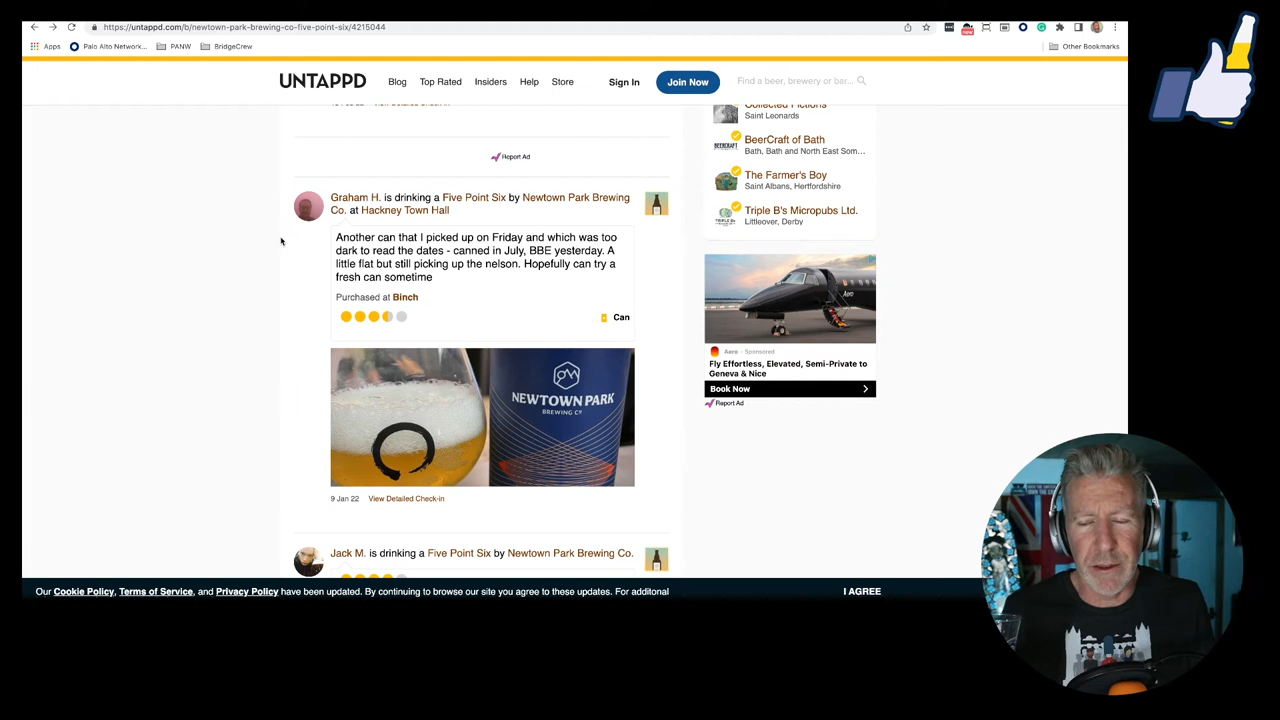 https://untappd.com/b/newtown-park-brewing-co-five-point-six/4215044
new
Apps Palo Alto Network... PANW BridgeCrew Other Bookmarks
UNTAPPD Blog Top Rated Insiders Help Store Sign In Join Now Find a beer, brewery or bar...
Report Ad
Graham H. is drinking a Five Point Six by Newtown Park Brewing
Co. at Hackney Town Hall
Another can that I picked up on Friday and which was too
dark to read the dates - canned in July, BBE yesterday. A
little flat but still picking up the nelson. Hopefully can try a
fresh can sometime
Purchased at Binch
Can
NEWTOWN PARK
BREWING CO
9 Jan 22 View Detailed Check-in
Jack M. is drinking a Five Point Six by Newtown Park Brewing Co.
Collected Fictions
Saint Leonards
BEERCRAFT
BeerCraft of Bath
Bath, Bath and North East Som...
The Farmer's Boy
Saint Albans, Hertfordshire
TRIPLE B's
Triple B's Micropubs Ltd.
Littleover, Derby
Aero
Aero - Sponsored
Fly Effortless, Elevated, Semi-Private to
Geneva & Nice
Book Now
Report Ad
Our Cookie Policy, Terms of Service, and Privacy Policy have been updated. By continuing to browse our site you agree to these updates. For additonal
I AGREE